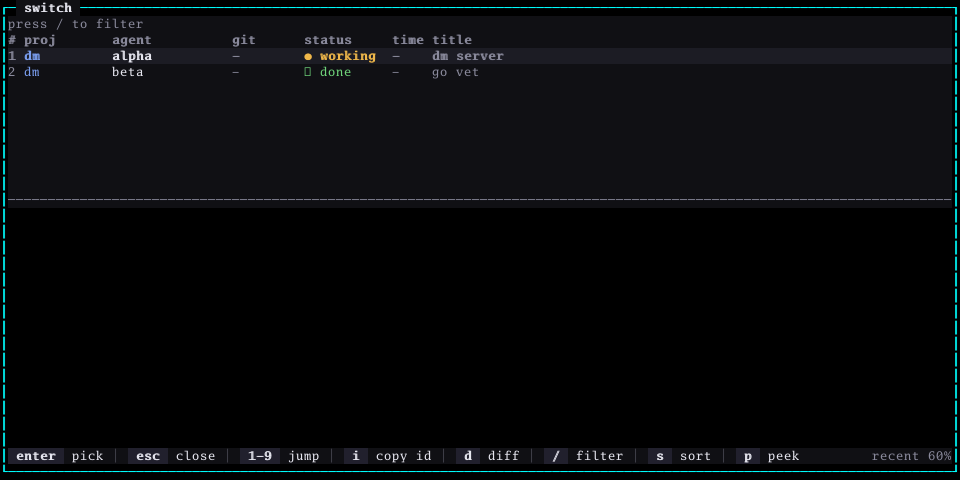 switch
press / to filter
# proj agent git status time title
1 dm alpha – ● working – dm server
2 dm beta – ▯ done – go vet
enter pick │ esc close │ 1–9 jump │ i copy id │ d diff │ / filter │ s sort │ p peek recent 60%